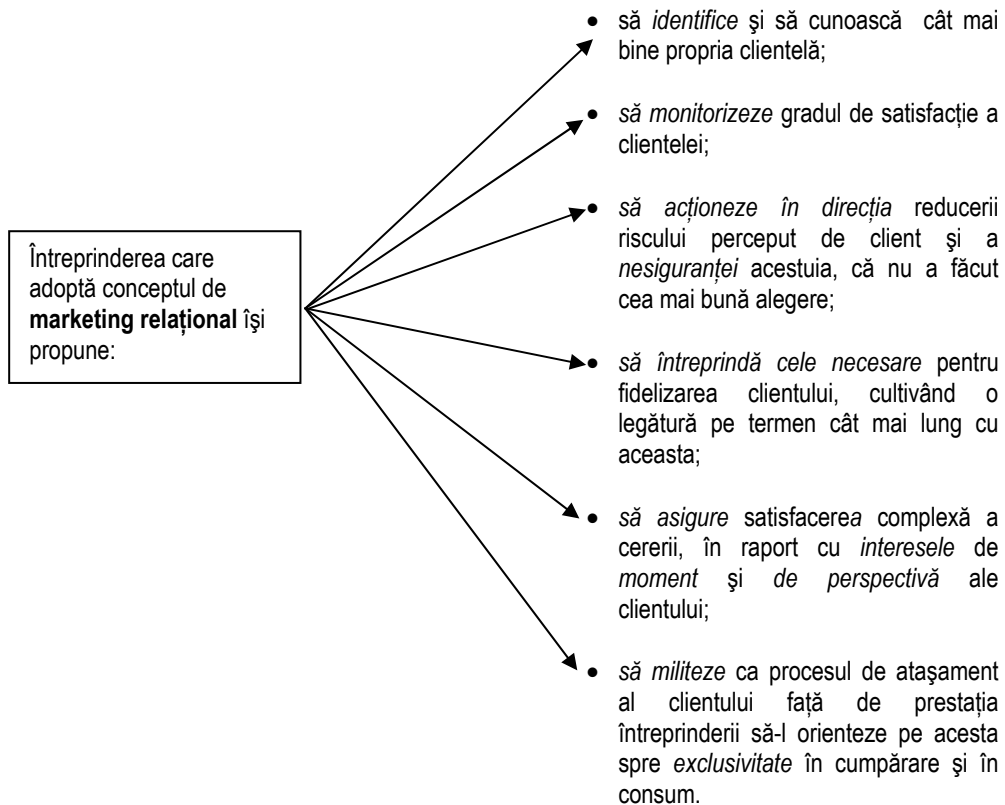 Întreprinderea care
adoptă conceptul de
marketing relațional îşi
propune:
• să identifice şi să cunoască cât mai
bine propria clientelă;
• să monitorizeze gradul de satisfacție a
clientelei;
• să acționeze în direcția reducerii
riscului perceput de client şi a
nesiguranței acestuia, că nu a făcut
cea mai bună alegere;
• să întreprindă cele necesare pentru
fidelizarea clientului, cultivând o
legătură pe termen cât mai lung cu
aceasta;
• să asigure satisfacerea complexă a
cererii, în raport cu interesele de
moment şi de perspectivă ale
clientului;
• să militeze ca procesul de ataşament
al clientului față de prestația
întreprinderii să-l orienteze pe acesta
spre exclusivitate în cumpărare şi în
consum.